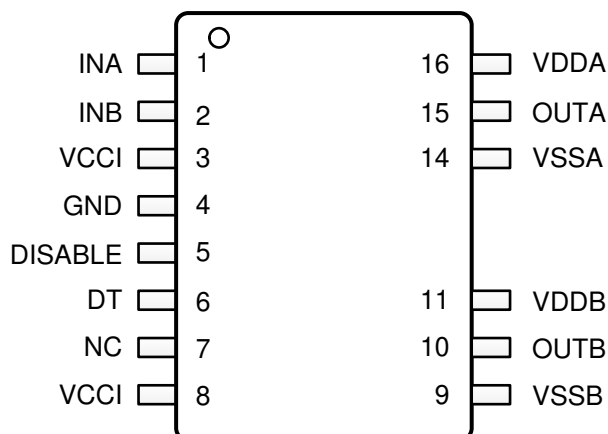 INA 1 16 VDDA
INB 2 15 OUTA
VCCI 3 14 VSSA
GND 4
DISABLE 5
DT 6 11 VDDB
NC 7 10 OUTB
VCCI 8 9 VSSB